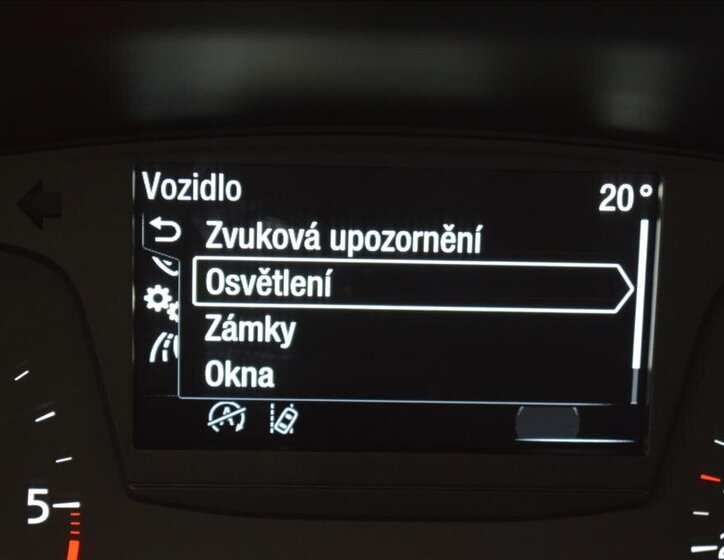 Vozidlo
20°
Zvuková upozornění
Osvětlení
Zámky
Okna
5